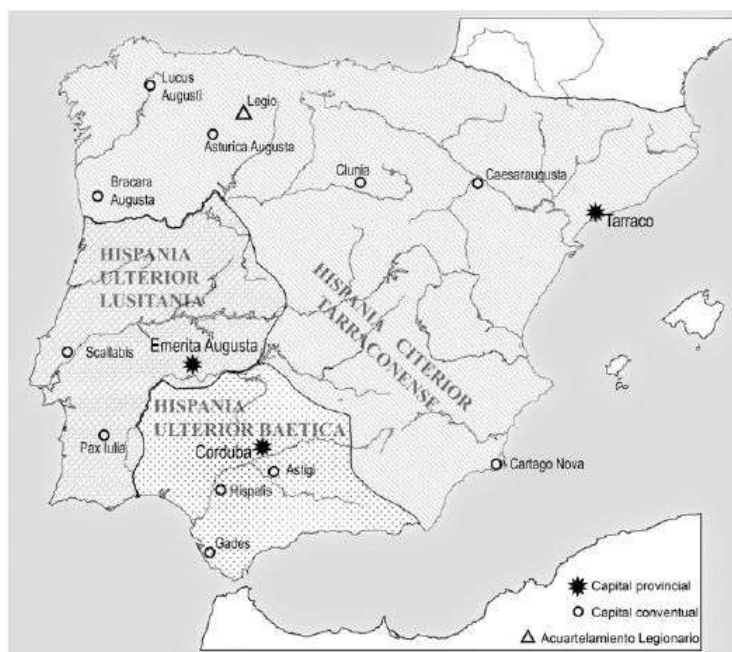 Lucus
Augusti
Legio
Asturica Augusta
Bracara
Augusta
Clunia
Caesaraugusta
Tarraco
HISPANIA
ULTERIOR
LUSITANIA
HISPANIA CITERIOR
TARRACONENSE
Scallabis
Emerita Augusta
HISPANIA
ULTERIOR BAETICA
Pax Iulia
Corduba
Astigi
Hispalis
Cartago Nova
Gades
Capital provincial
Capital conventual
Acuartelamiento Legionario